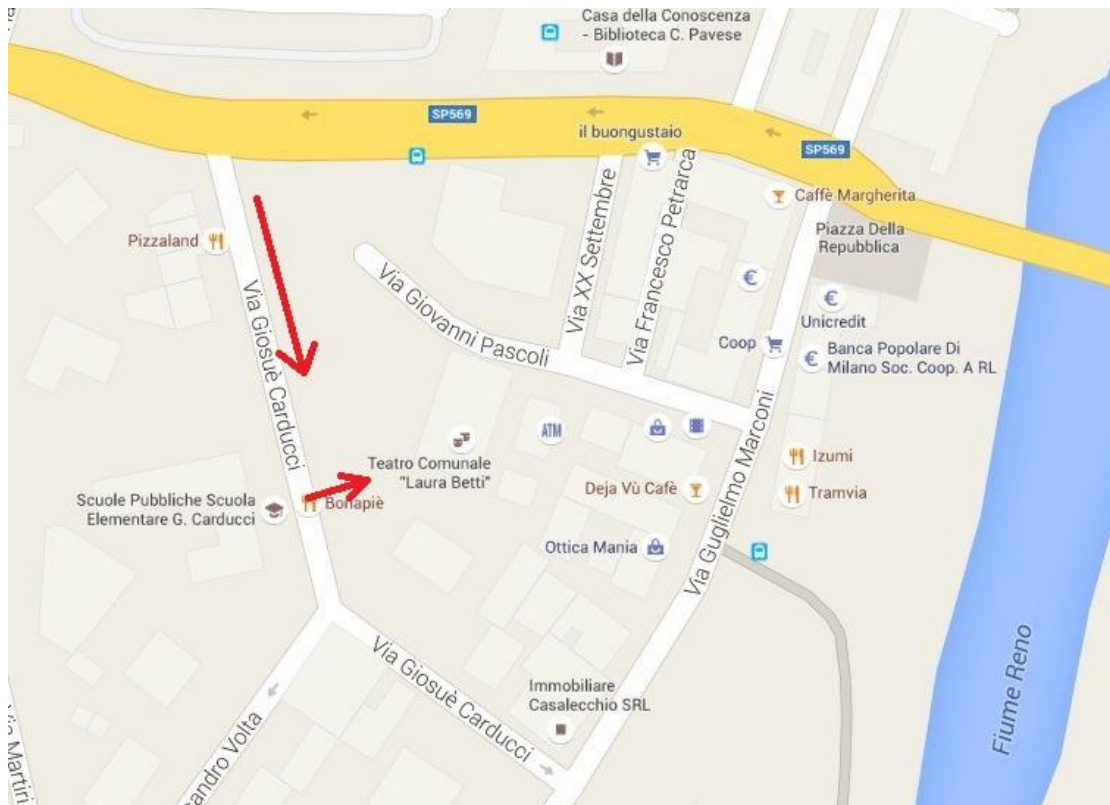 Casa della Conoscenza
- Biblioteca C. Pavese
SP569
il buongustaio
SP569
Caffè Margherita
Piazza Della
Repubblica
Pizzaland
Via XX Settembre
Via Francesco Petrarca
Via Giovanni Pascoli
Via Giosuè Carducci
€
€
Unicredit
Coop
€
Banca Popolare Di
Milano Soc. Coop. A RL
Via Guglielmo Marconi
ATM
Teatro Comunale
"Laura Betti"
Izumi
Deja Vù Cafè
Tramvia
Scuole Pubbliche Scuola
Elementare G. Carducci
Bonapiè
Ottica Mania
Via Giosuè Carducci
Immobiliare
Casalecchio SRL
Fiume Reno
Martiri
Volta